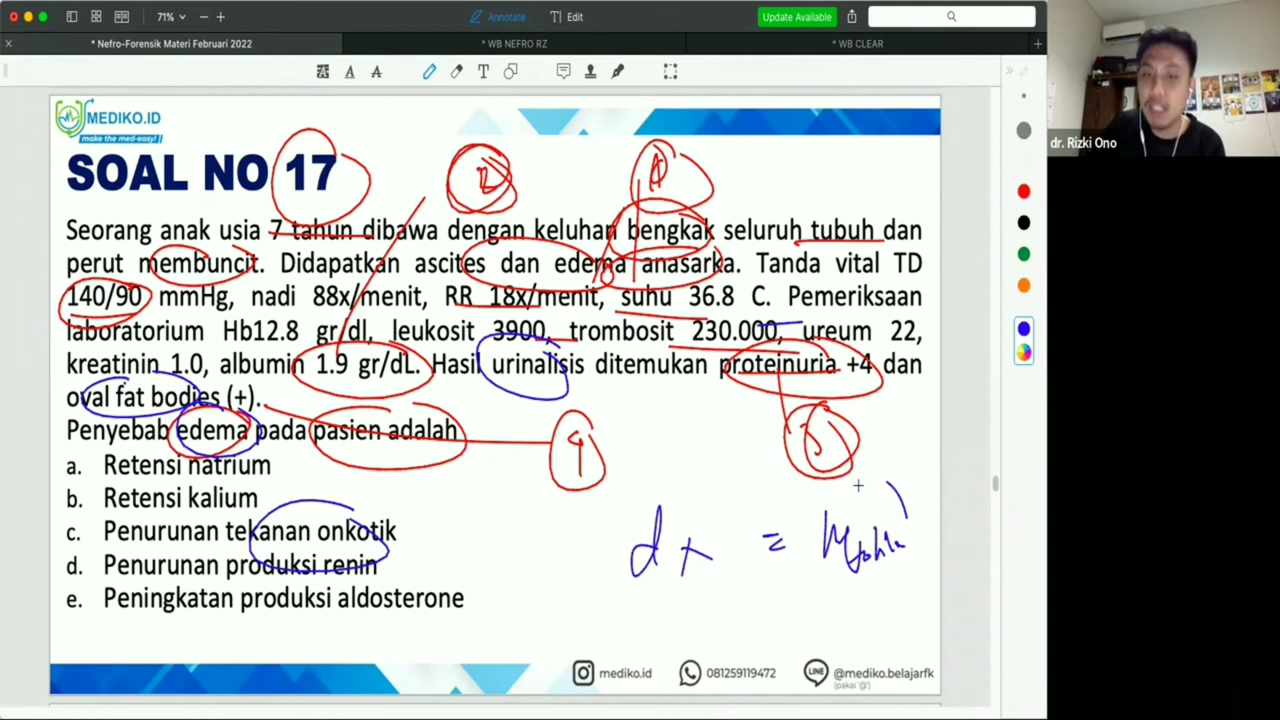 71%
Annotate
Edit
Update Available
* Nefro-Forensik Materi Februari 2022
* WB NEFRO RZ
* WB CLEAR
MEDIKO.ID
make the med-easy!
dr. Rizki Ono
SOAL NO 17
Seorang anak usia 7 tahun dibawa dengan keluhan bengkak seluruh tubuh dan
perut membuncit. Didapatkan ascites dan edema anasarka. Tanda vital TD
140/90 mmHg, nadi 88x/menit, RR 18x/menit, suhu 36.8 C. Pemeriksaan
laboratorium Hb12.8 gr/dl, leukosit 3900, trombosit 230.000, ureum 22,
kreatinin 1.0, albumin 1.9 gr/dL. Hasil urinalisis ditemukan proteinuria +4 dan
oval fat bodies (+).
Penyebab edema pada pasien adalah
a. Retensi natrium
b. Retensi kalium
c. Penurunan tekanan onkotik
d. Penurunan produksi renin
e. Peningkatan produksi aldosterone
dx =
mediko.id
081259119472
@mediko.belajarfk
(pakai '@')